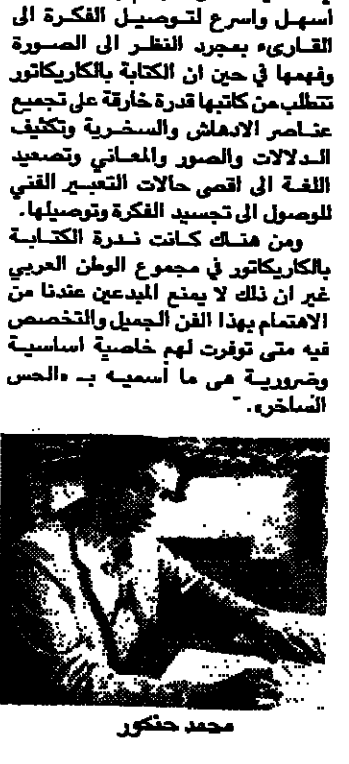 اسهل واسرع لتوصيل الفكرة الى
القارىء بمجرد النظر الى الصورة
وفهمها في حين ان الكتابة بالكاريكاتور
تتطلب من كاتبها قدرة خارقة على تجميع
عناصر الادهاش والسخرية وتكثيف
الدلالات والصور والمعاني وتصعيد
اللغة الى اقصى حالات التعبير الفني
للوصول الى تجسيد الفكرة وتوصيلها.
ومن هناك كانت ندرة الكتابة
بالكاريكاتور في مجموع الوطن العربي
غير ان ذلك لا يمنع المبدعين عندنا من
الاهتمام بهذا الفن الجميل والتخصص
فيه متى توفرت لهم خاصية اساسية
وضرورية هي ما أسميه بـ «الحس
الساخر».
محمد حنكور